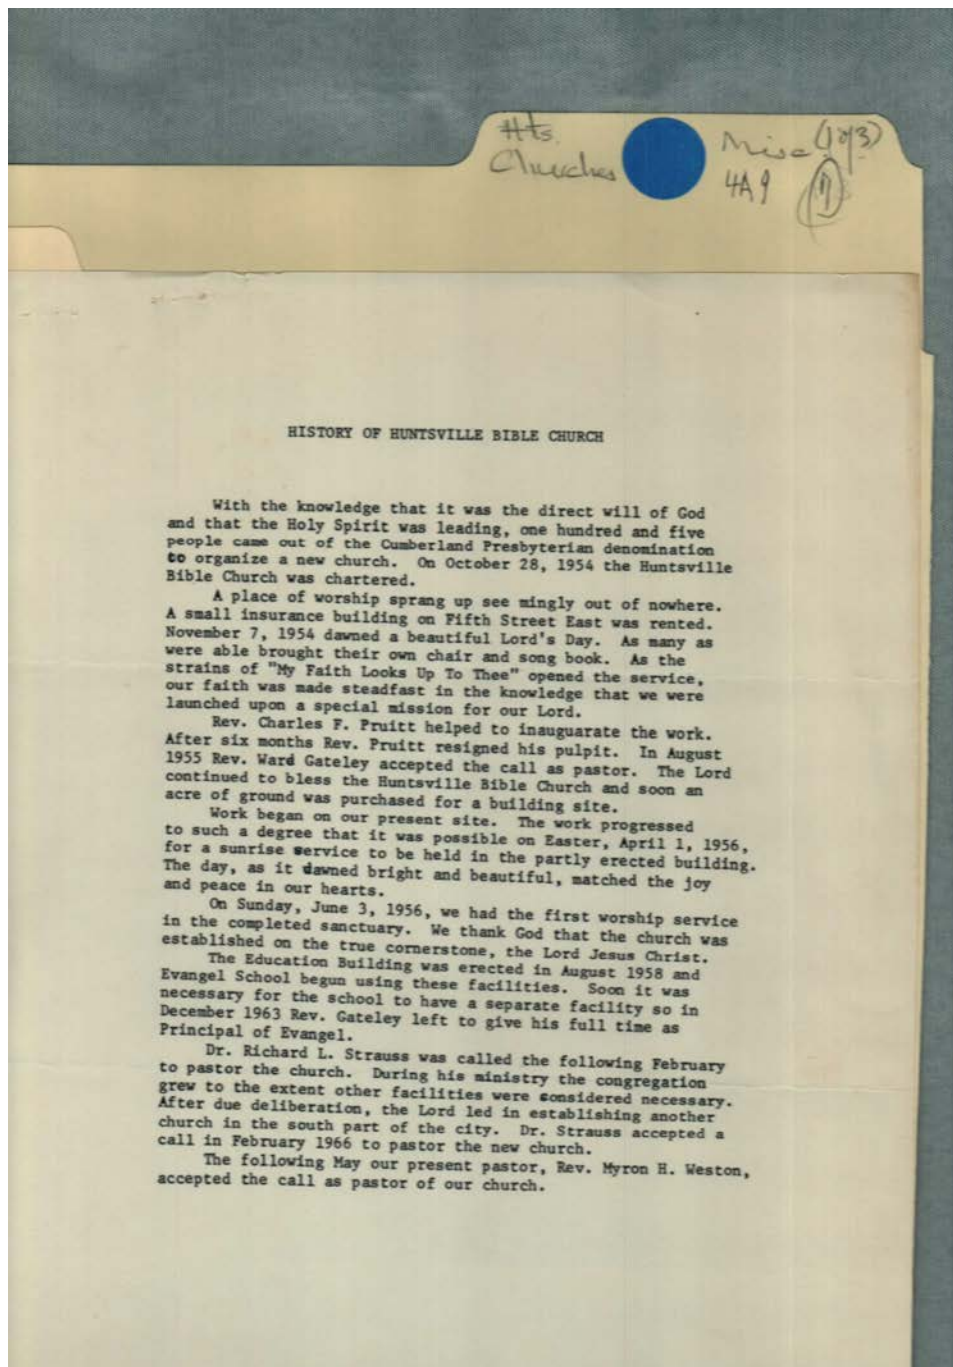 Hts. Misc (1 of 3)
Churches 4A9
HISTORY OF HUNTSVILLE BIBLE CHURCH
With the knowledge that it was the direct will of God
and that the Holy Spirit was leading, one hundred and five
people came out of the Cumberland Presbyterian denomination
to organize a new church. On October 28, 1954 the Huntsville
Bible Church was chartered.
A place of worship sprang up see mingly out of nowhere.
A small insurance building on Fifth Street East was rented.
November 7, 1954 dawned a beautiful Lord's Day. As many as
were able brought their own chair and song book. As the
strains of "My Faith Looks Up To Thee" opened the service,
our faith was made steadfast in the knowledge that we were
launched upon a special mission for our Lord.
Rev. Charles F. Pruitt helped to inauguarate the work.
After six months Rev. Pruitt resigned his pulpit. In August
1955 Rev. Ward Gateley accepted the call as pastor. The Lord
continued to bless the Huntsville Bible Church and soon an
acre of ground was purchased for a building site.
Work began on our present site. The work progressed
to such a degree that it was possible on Easter, April 1, 1956,
for a sunrise service to be held in the partly erected building.
The day, as it dawned bright and beautiful, matched the joy
and peace in our hearts.
On Sunday, June 3, 1956, we had the first worship service
in the completed sanctuary. We thank God that the church was
established on the true cornerstone, the Lord Jesus Christ.
The Education Building was erected in August 1958 and
Evangel School begun using these facilities. Soon it was
necessary for the school to have a separate facility so in
December 1963 Rev. Gateley left to give his full time as
Principal of Evangel.
Dr. Richard L. Strauss was called the following February
to pastor the church. During his ministry the congregation
grew to the extent other facilities were considered necessary.
After due deliberation, the Lord led in establishing another
church in the south part of the city. Dr. Strauss accepted a
call in February 1966 to pastor the new church.
The following May our present pastor, Rev. Myron H. Weston,
accepted the call as pastor of our church.